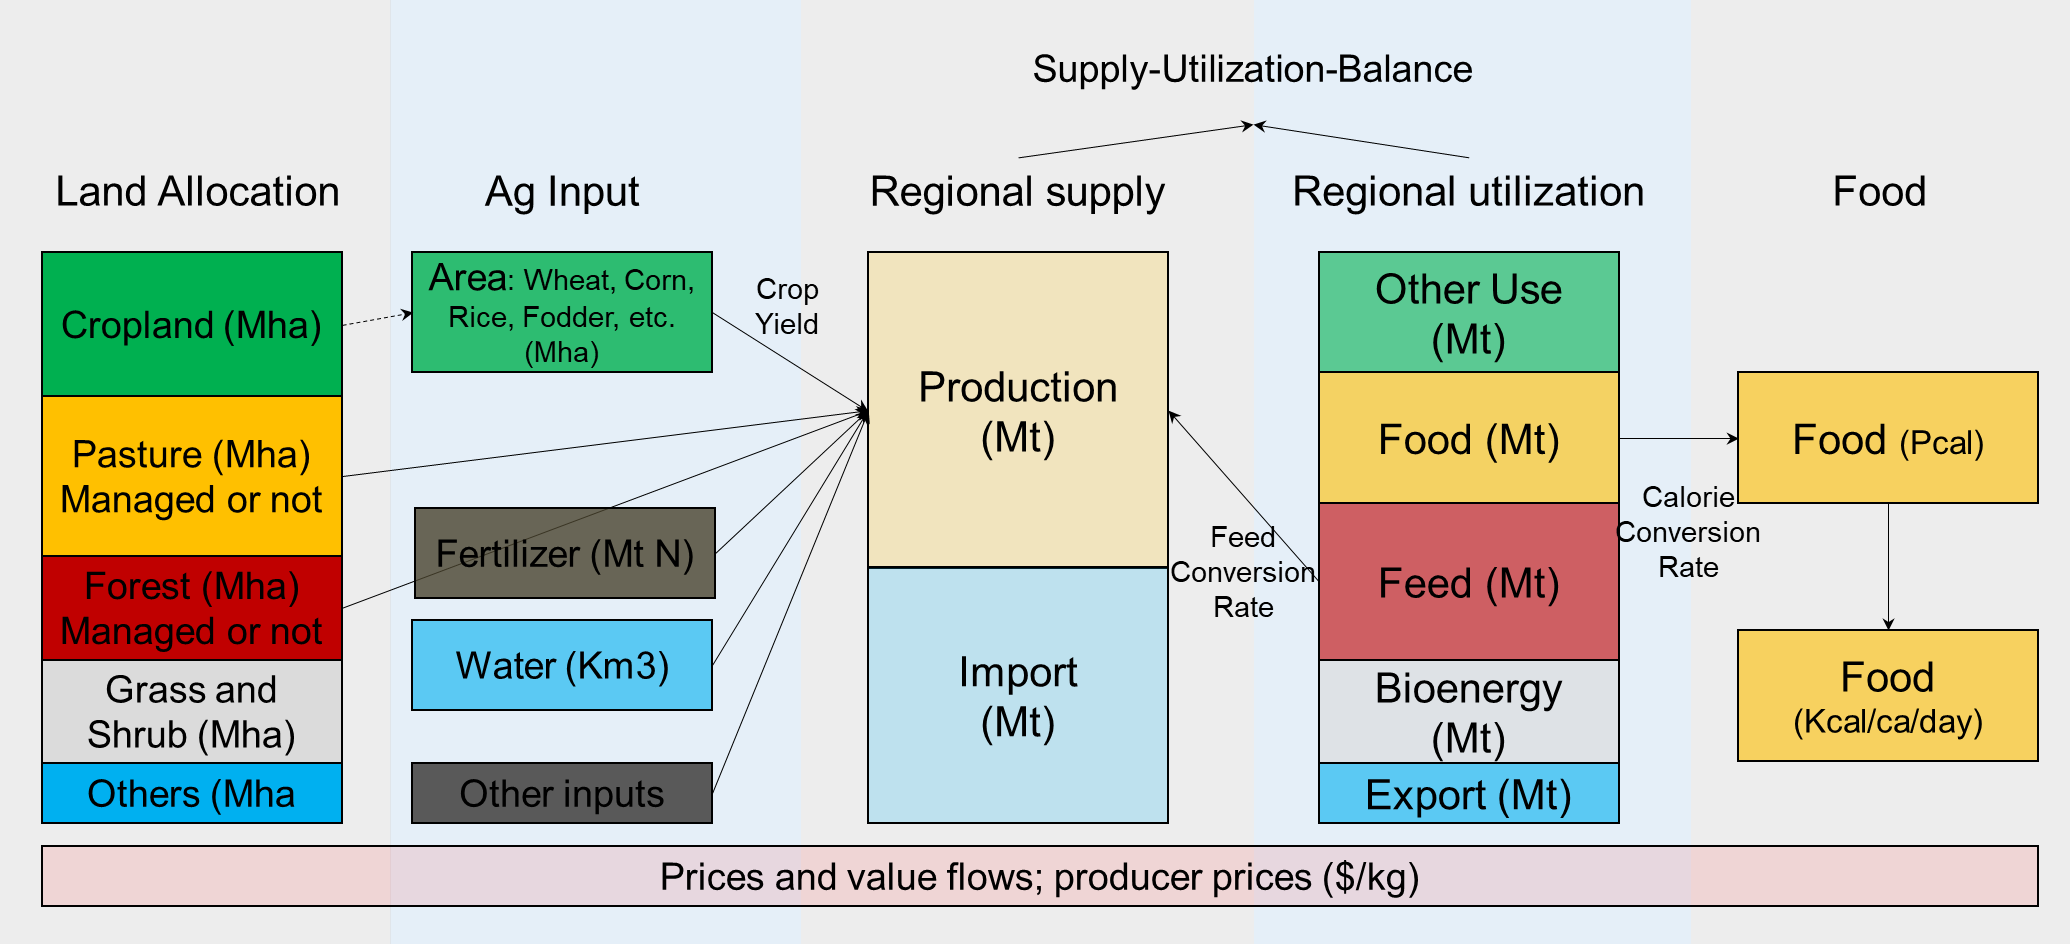 Supply-Utilization-Balance
Land Allocation
Ag Input
Regional supply
Regional utilization
Food
Cropland (Mha)
Pasture (Mha)
Managed or not
Forest (Mha)
Managed or not
Grass and
Shrub (Mha)
Others (Mha
Area: Wheat, Corn,
Rice, Fodder, etc.
(Mha)
Crop
Yield
Fertilizer (Mt N)
Water (Km3)
Other inputs
Production
(Mt)
Import
(Mt)
Feed
Conversion
Rate
Other Use
(Mt)
Food (Mt)
Feed (Mt)
Bioenergy
(Mt)
Export (Mt)
Calorie
Conversion
Rate
Food (Pcal)
Food
(Kcal/ca/day)
Prices and value flows; producer prices ($/kg)